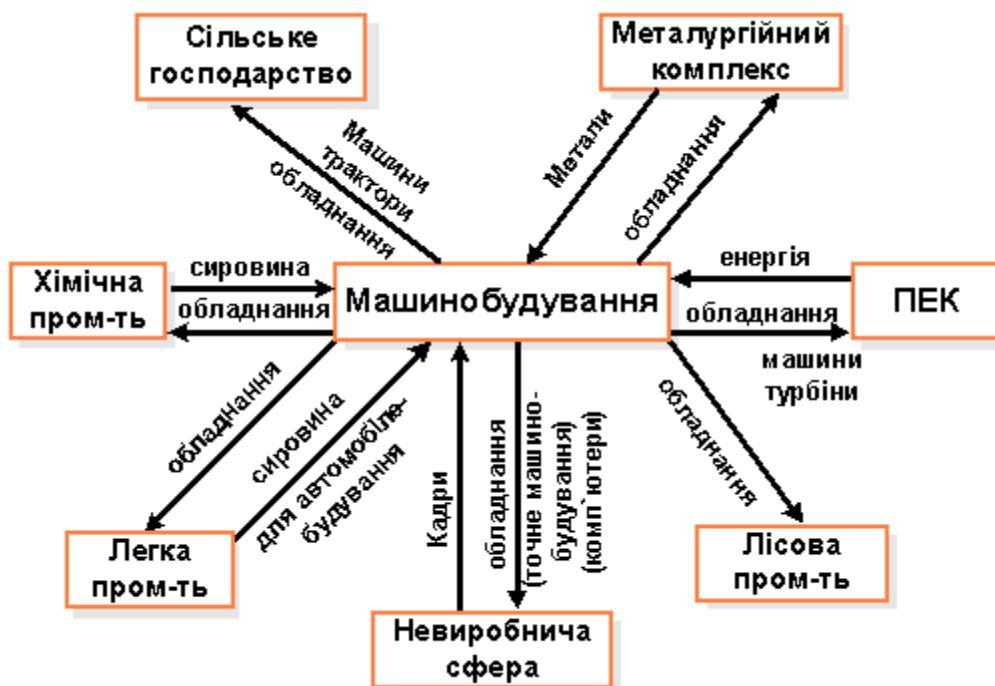 Сільське
господарство
Металургійний
комплекс
Машини
трактори
обладнання
Метали
обладнання
Хімічна
пром-ть
сировина
обладнання
Машинобудування
енергія
обладнання
машини
турбіни
ПЕК
обладнання
сировина
для автомобіле-
будування
Кадри
обладнання
(точне машино-
будування)
(комп`ютери)
обладнання
Легка
пром-ть
Невиробнича
сфера
Лісова
пром-ть